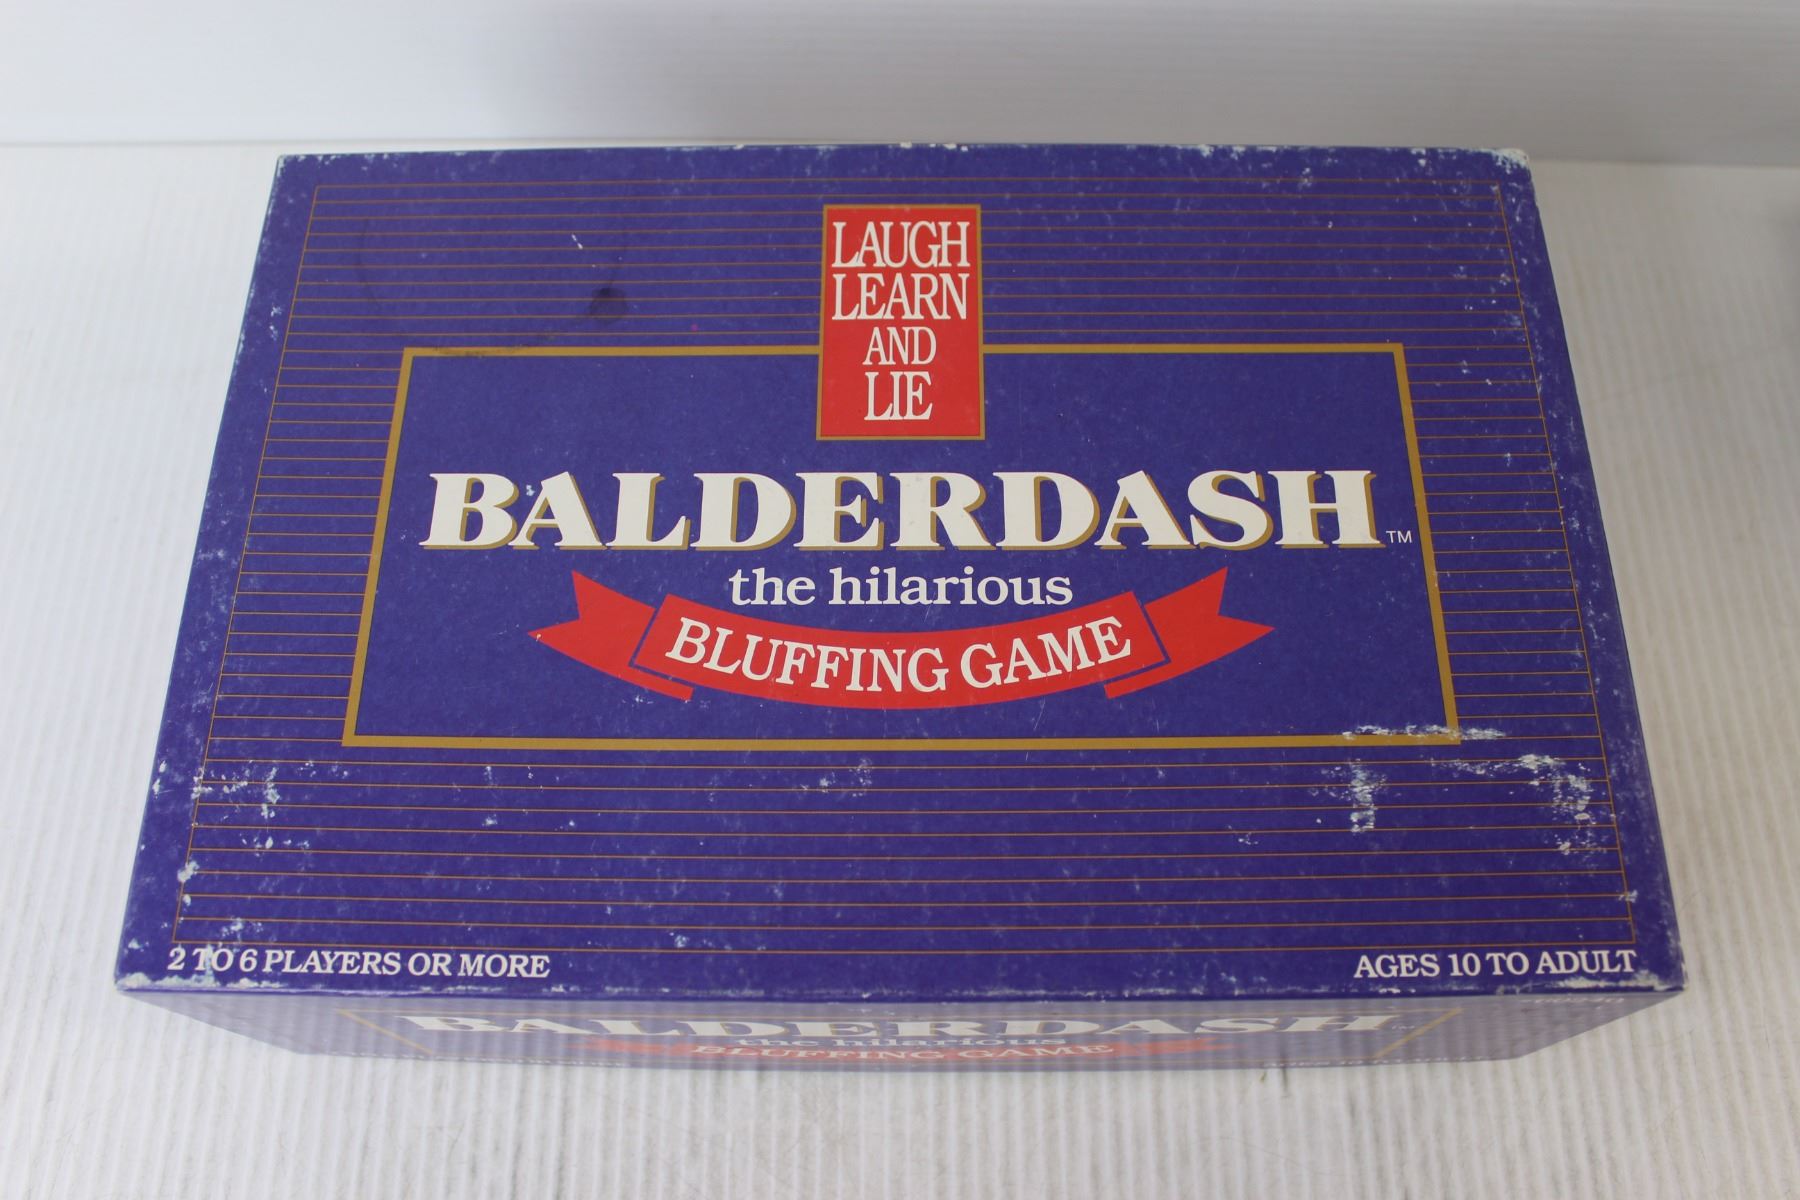 LAUGH
LEARN
AND
LIE
BALDERDASH™
the hilarious
BLUFFING GAME
2 TO 6 PLAYERS OR MORE
AGES 10 TO ADULT
BALDERDASH™
the hilarious
BLUFFING GAME